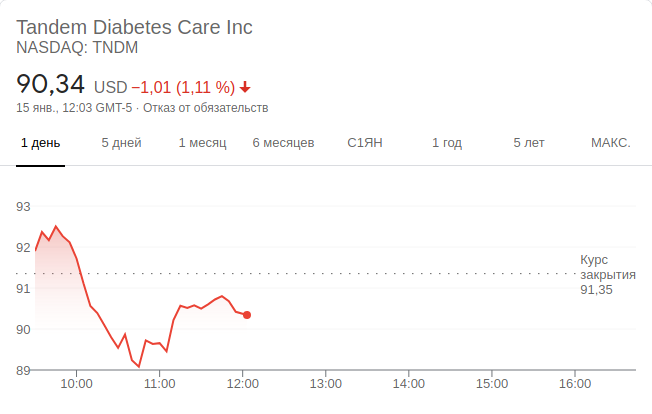 Tandem Diabetes Care Inc
NASDAQ: TNDM
90,34 USD −1,01 (1,11 %)
15 янв., 12:03 GMT-5 · Отказ от обязательств
1 день 5 дней 1 месяц 6 месяцев С1ЯН 1 год 5 лет МАКС.
93
92
91
90
89
Курс
закрытия
91,35
10:00 11:00 12:00 13:00 14:00 15:00 16:00